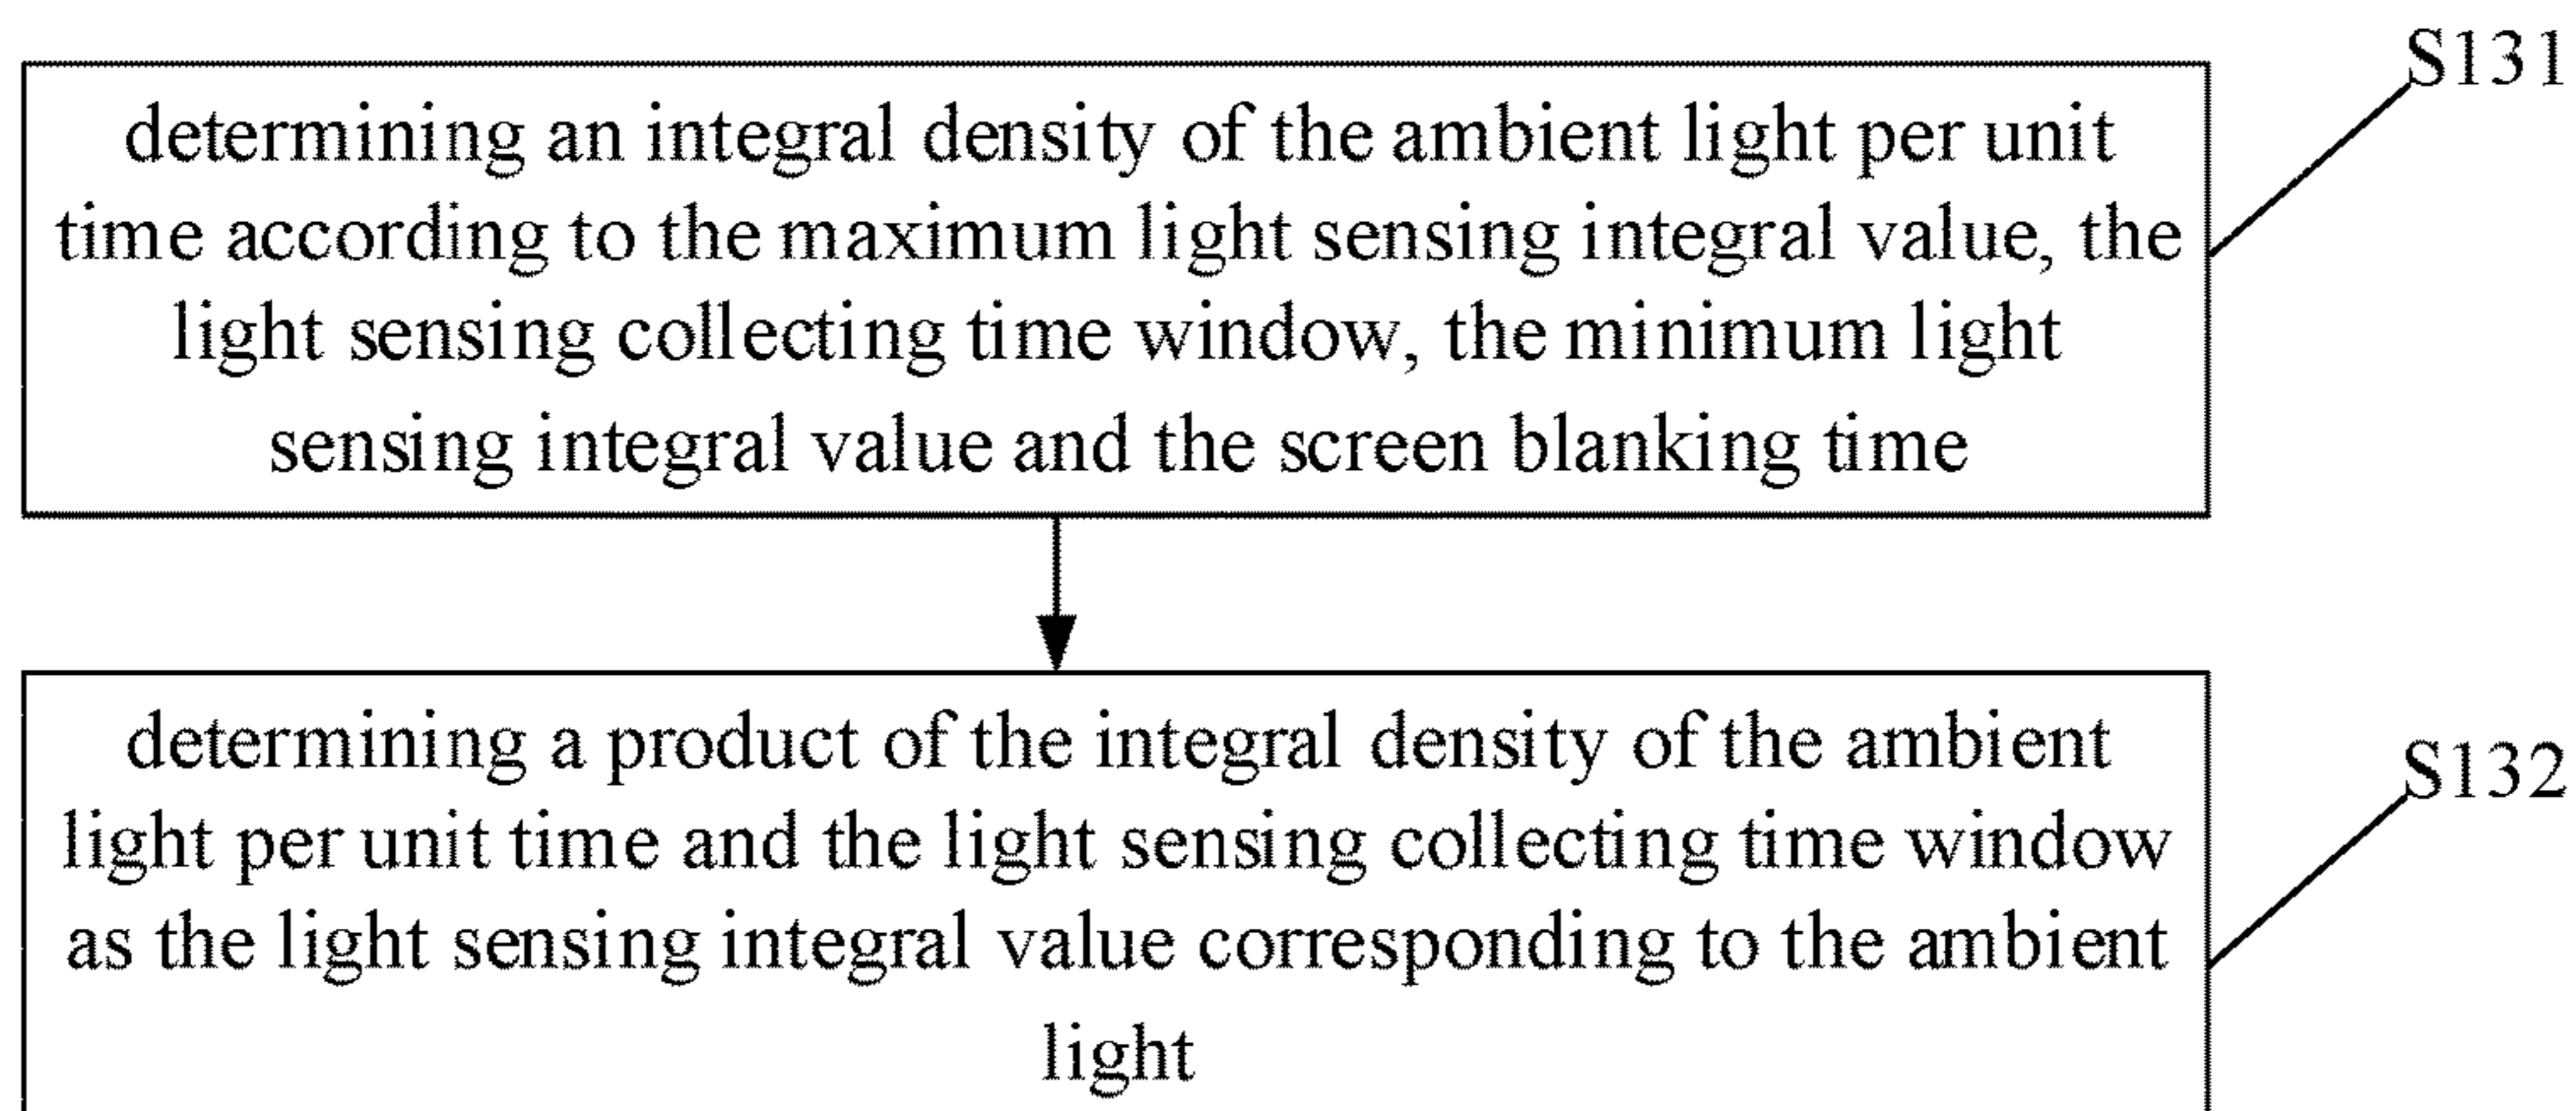 S131
determining an integral density of the ambient light per unit
time according to the maximum light sensing integral value, the
light sensing collecting time window, the minimum light
sensing integral value and the screen blanking time
S132
determining a product of the integral density of the ambient
light per unit time and the light sensing collecting time window
as the light sensing integral value corresponding to the ambient
light